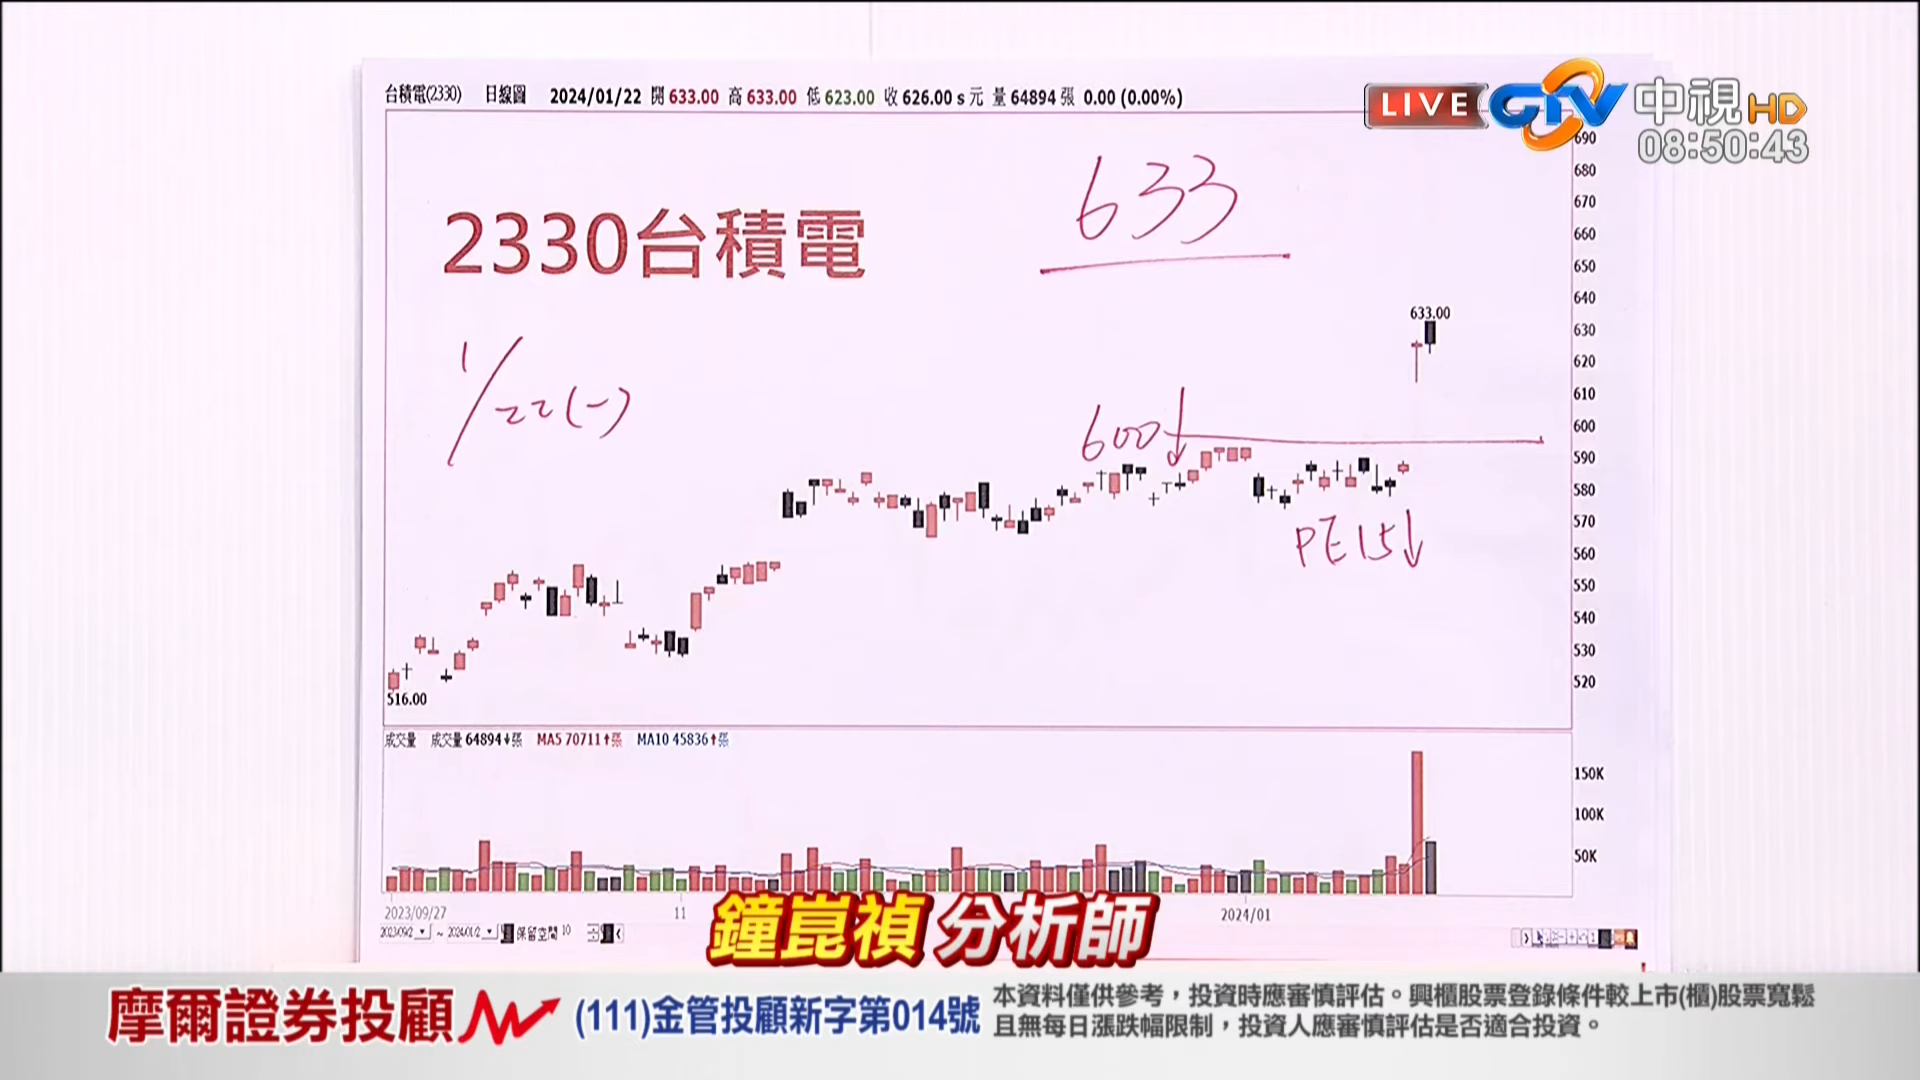 台積電(2330) 日線圖 2024/01/22 開 633.00 高 633.00 低 623.00 收 626.00 s 元 量 64894 張 0.00 (0.00%)
LIVE CTV 中視 HD
08:50:43
690
680
670
660
650
640
630
620
610
600
590
580
570
560
550
540
530
520
2330台積電
633
1/22(一)
633.00
600↓
PE15↓
516.00
成交量 成交量 64894↓張 MA5 70711↑張 MA10 45836↑張
150K
100K
50K
2023/09/27 11 2024/01
保留空間 10
鐘崑禎 分析師
摩爾證券投顧 (111)金管投顧新字第014號
本資料僅供參考，投資時應審慎評估。興櫃股票登錄條件較上市(櫃)股票寬鬆
且無每日漲跌幅限制，投資人應審慎評估是否適合投資。